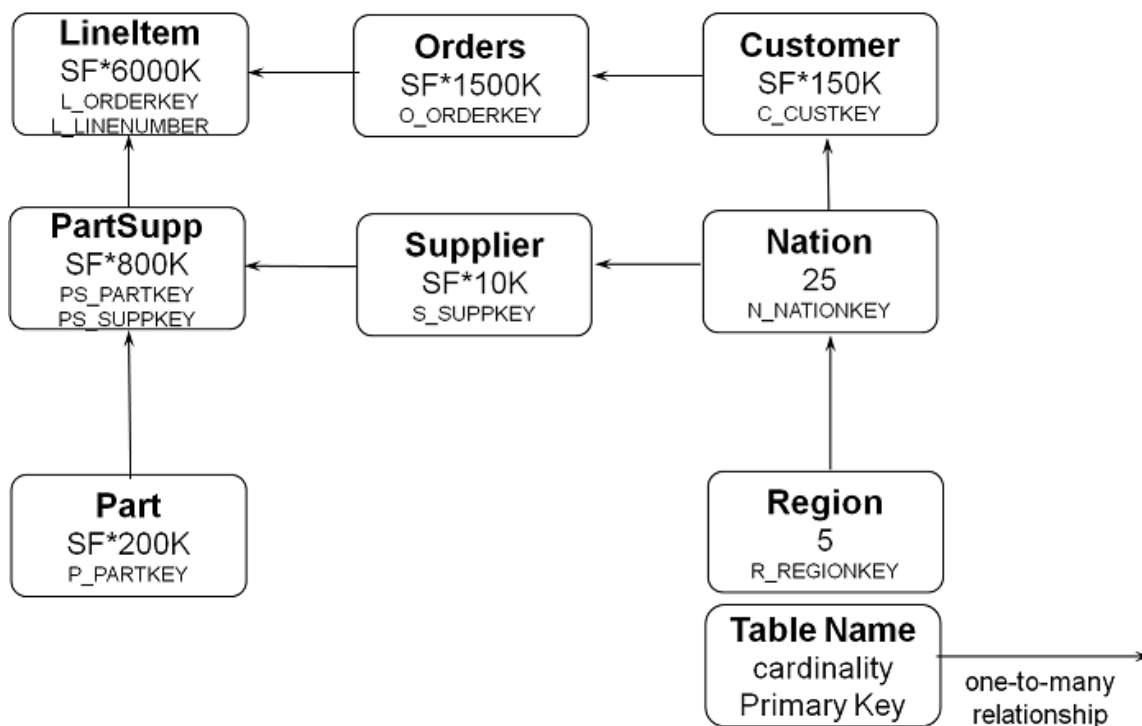 LineItem
SF*6000K
L_ORDERKEY
L_LINENUMBER
Orders
SF*1500K
O_ORDERKEY
Customer
SF*150K
C_CUSTKEY
PartSupp
SF*800K
PS_PARTKEY
PS_SUPPKEY
Supplier
SF*10K
S_SUPPKEY
Nation
25
N_NATIONKEY
Part
SF*200K
P_PARTKEY
Region
5
R_REGIONKEY
Table Name
cardinality
Primary Key
one-to-many
relationship